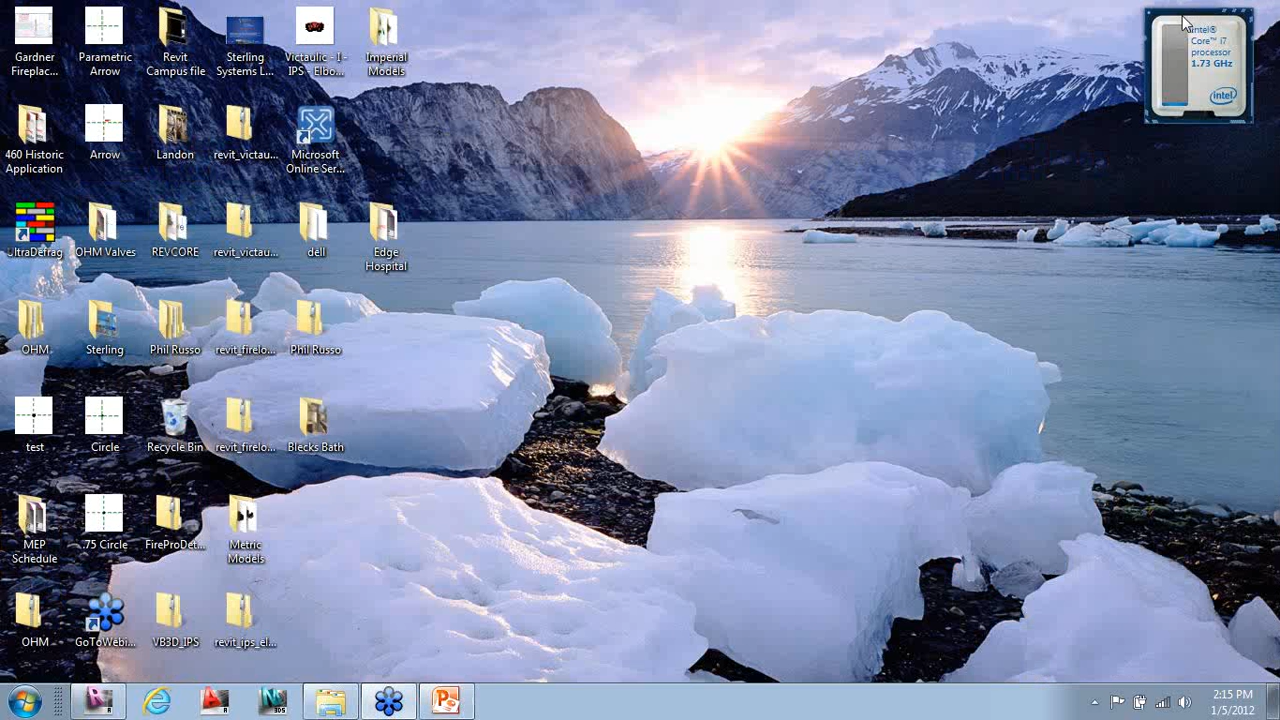 Gardner
Fireplac...
Parametric
Arrow
Revit
Campus file
Sterling
Systems L...
Victaulic - I -
IPS - Elbo...
Imperial
Models
intel®
Core™ i7
processor
1.73 GHz
intel
460 Historic
Application
Arrow
Landon
revit_victau...
Microsoft
Online Ser...
UltraDefrag
OHM Valves
REVCORE
revit_victau...
dell
Edge
Hospital
OHM
Sterling
Phil Russo
revit_firelo...
Phil Russo
test
Circle
Recycle Bin
revit_firelo...
Blecks Bath
MEP
Schedule
.75 Circle
FireProDet...
Metric
Models
OHM
GoToWebi...
VB3D_IPS
revit_ips_el...
2:15 PM
1/5/2012